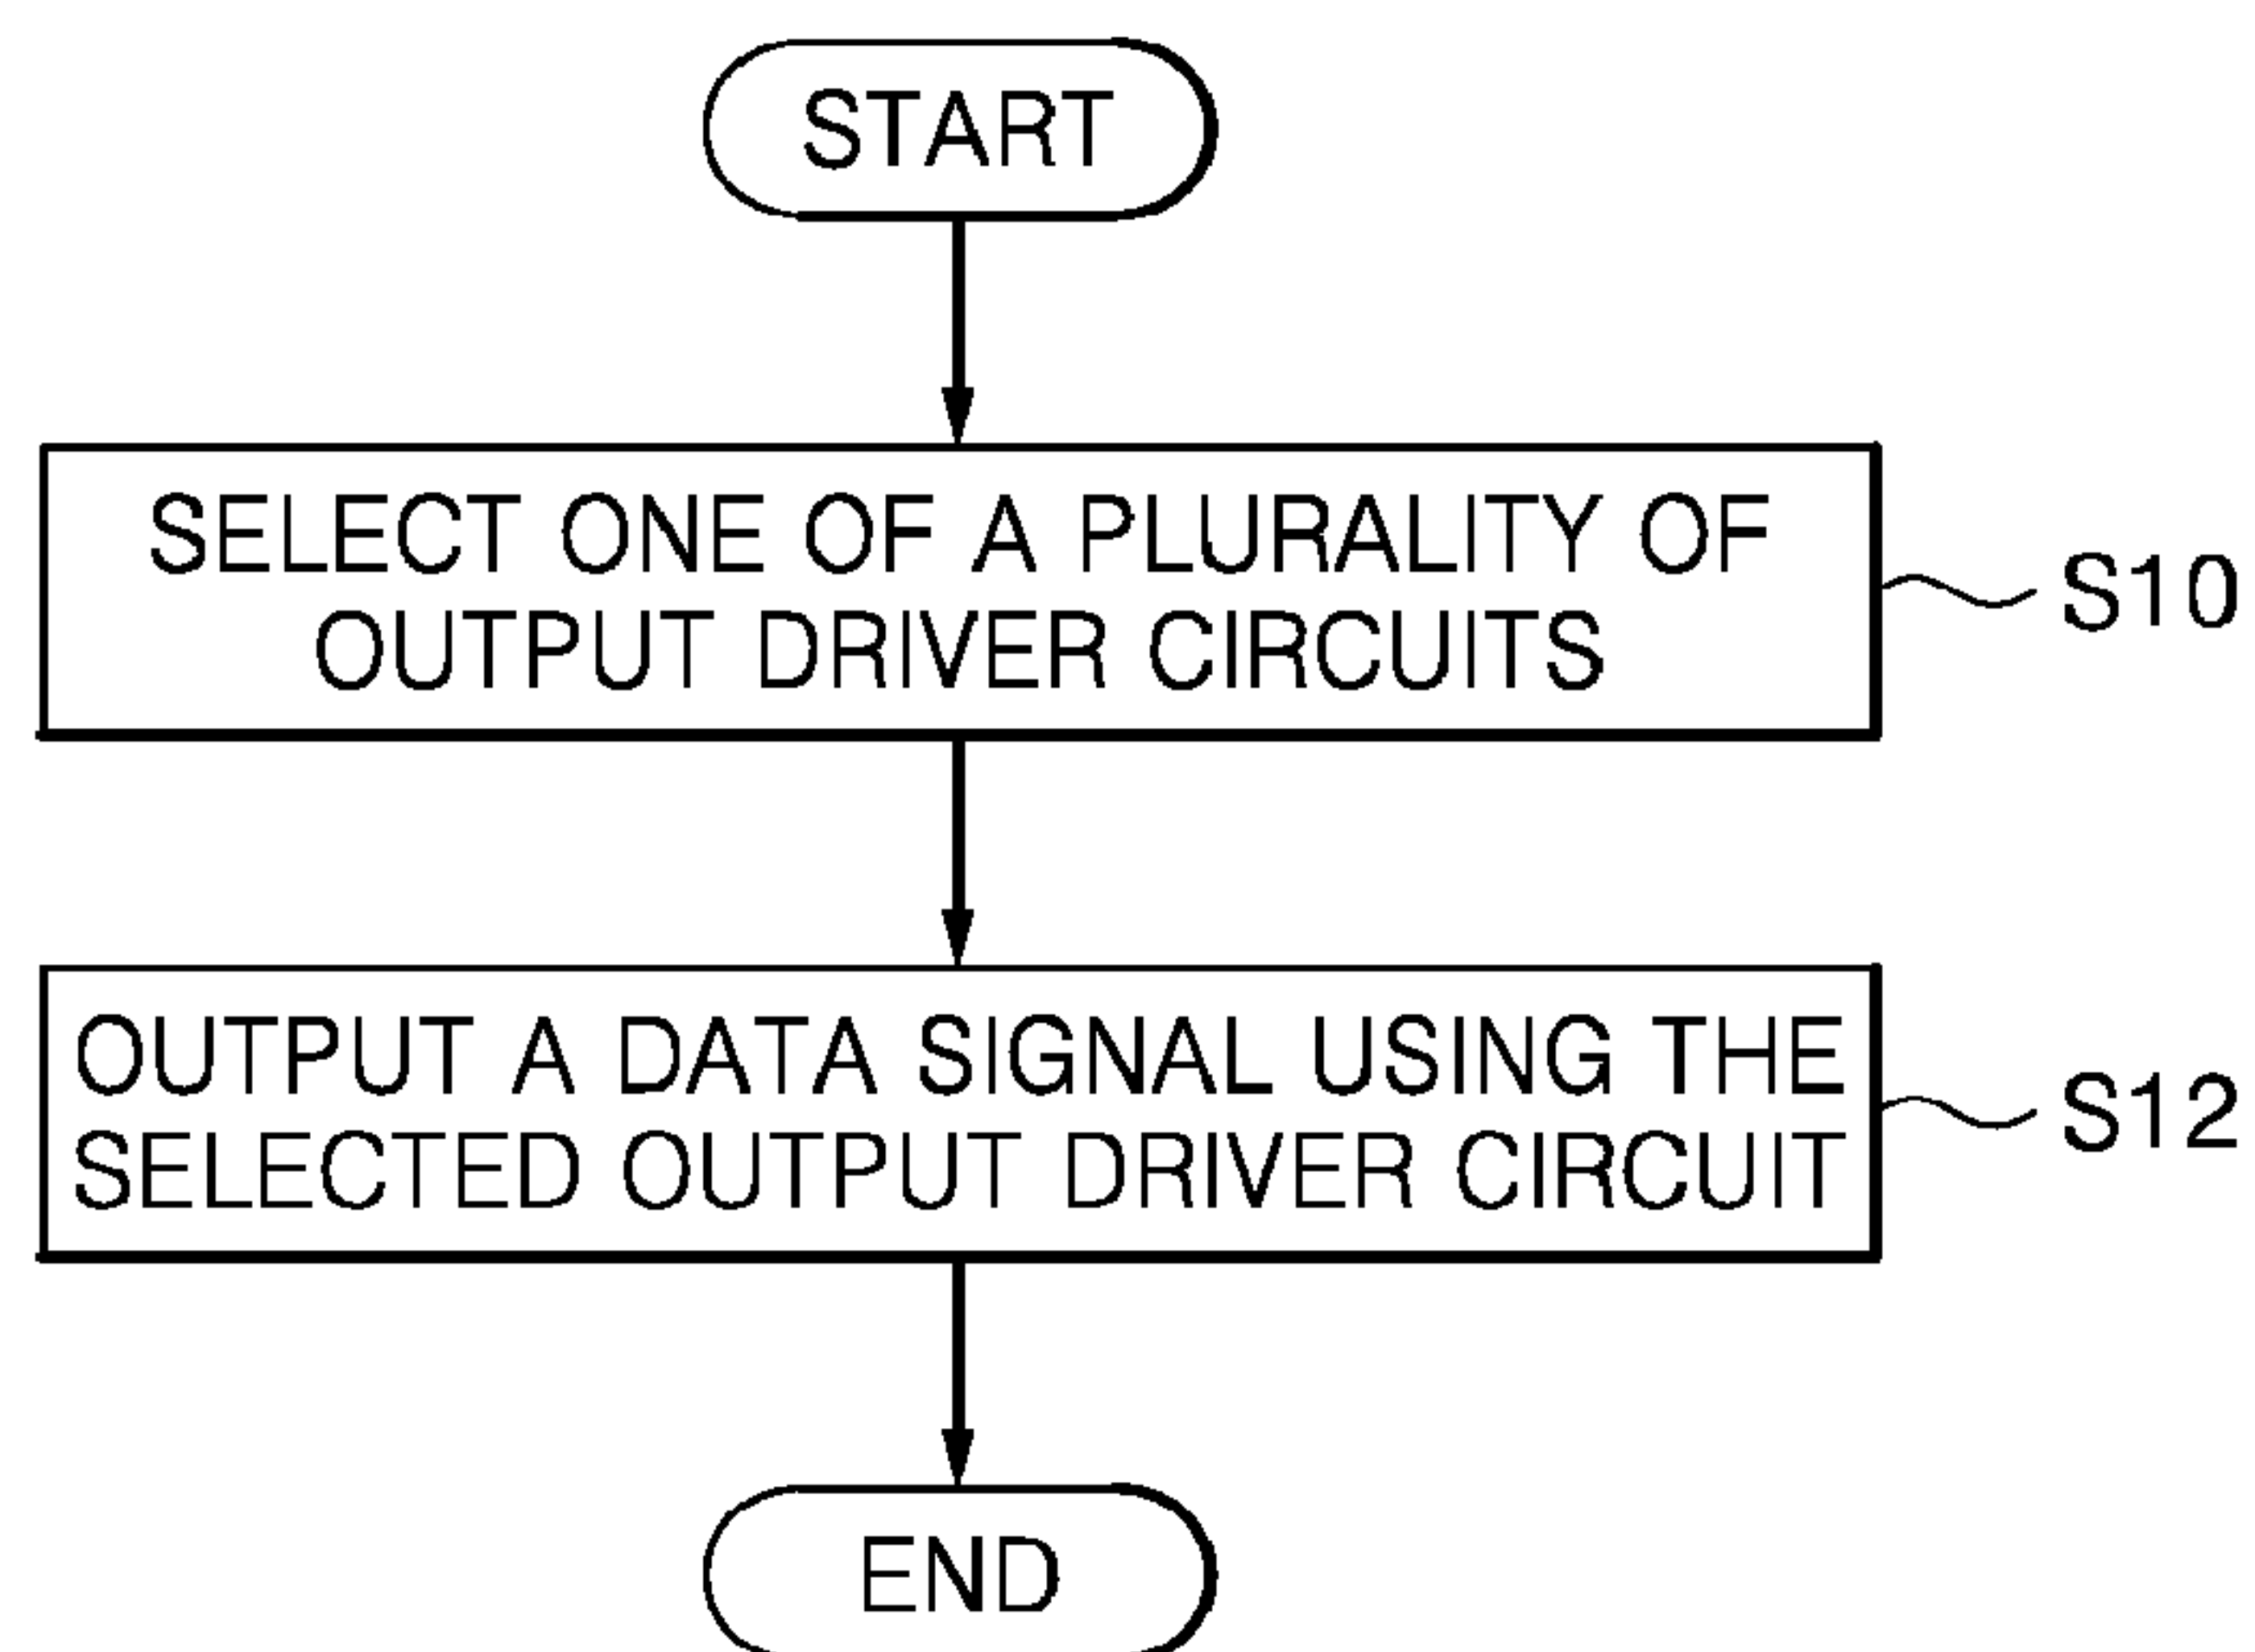 START
SELECT ONE OF A PLURALITY OF
OUTPUT DRIVER CIRCUITS
S10
OUTPUT A DATA SIGNAL USING THE
SELECTED OUTPUT DRIVER CIRCUIT
S12
END